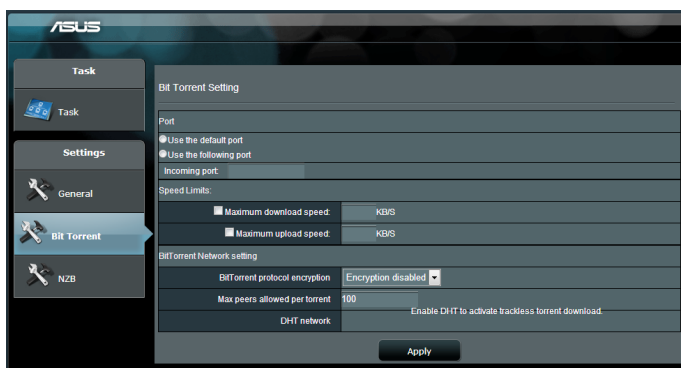 ASUS
Task
Task
Settings
General
Bit Torrent
NZB
Bit Torrent Setting
Port
Use the default port
Use the following port
Incoming port:
Speed Limits:
Maximum download speed: KB/S
Maximum upload speed: KB/S
BitTorrent Network setting
BitTorrent protocol encryption Encryption disabled
Max peers allowed per torrent 100
DHT network Enable DHT to activate trackless torrent download.
Apply